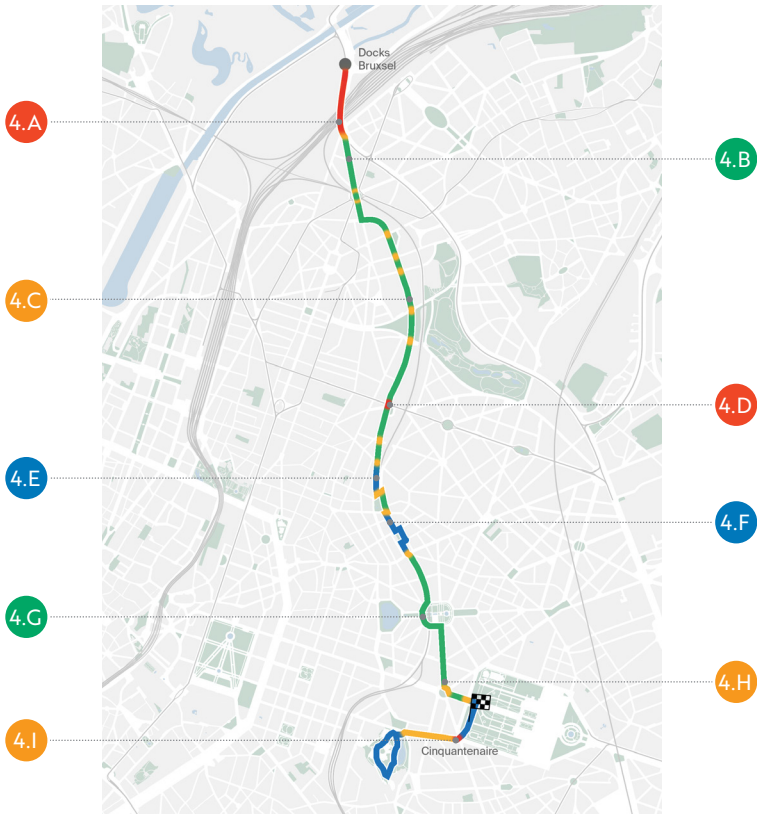 Docks
Bruxsel
4.A
4.B
4.C
4.D
4.E
4.F
4.G
4.H
4.I
Cinquantenaire